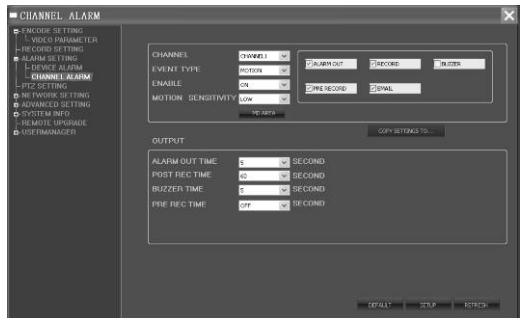 CHANNEL ALARM
ENCODE SETTING
VIDEO PARAMETER
RECORD SETTING
ALARM SETTING
DEVICE ALARM
CHANNEL ALARM
PTZ SETTING
NETWORK SETTING
ADVANCED SETTING
SYSTEM INFO
REMOTE UPGRADE
USERMANAGER
CHANNEL CHANNEL1
EVENT TYPE MOTION
ENABLE ON
MOTION SENSITIVITY LOW
MD AREA
ALARM OUT RECORD BUZZER
PRE RECORD EMAIL
COPY SETTINGS TO...
OUTPUT
ALARM OUT TIME 5 SECOND
POST REC TIME 60 SECOND
BUZZER TIME 5 SECOND
PRE REC TIME OFF SECOND
DEFAULT SETUP REFRESH